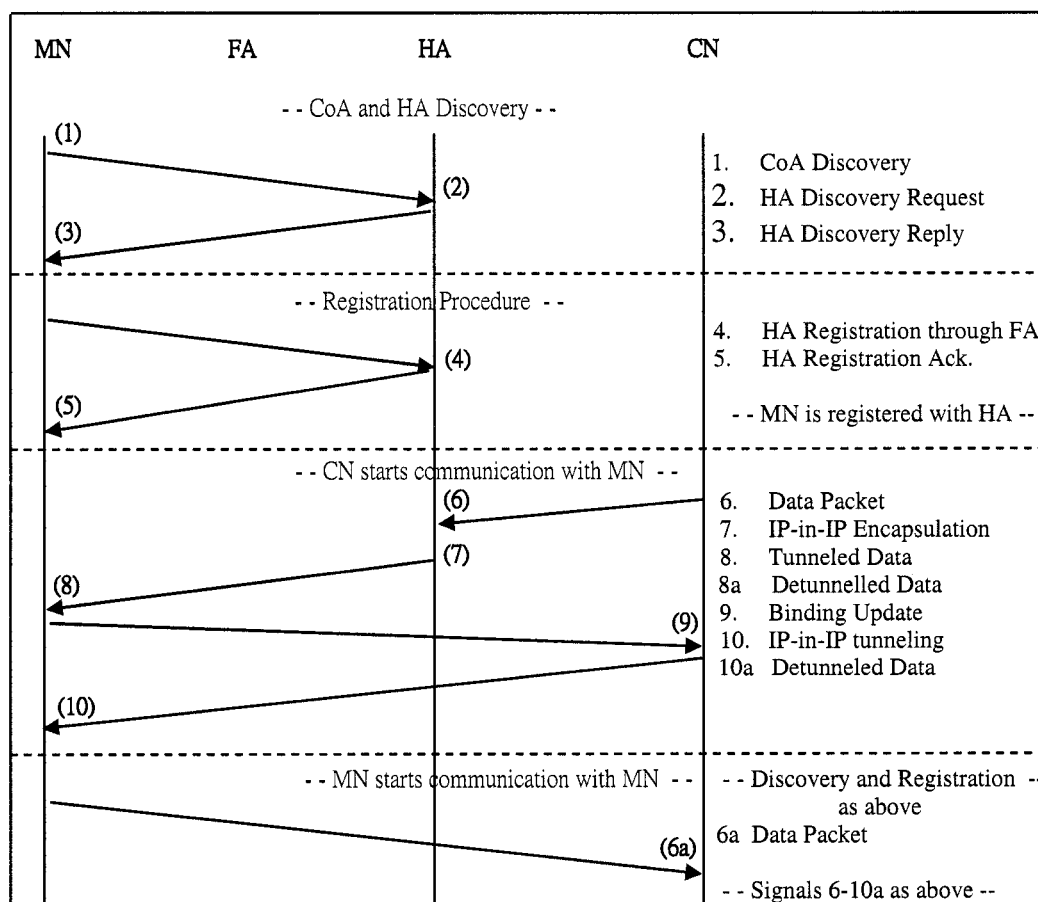 MN FA HA CN
- - CoA and HA Discovery - -
(1)
1. CoA Discovery
(2)
2. HA Discovery Request
(3)
3. HA Discovery Reply
- - Registration Procedure - -
4. HA Registration through FA
(4)
5. HA Registration Ack.
(5)
- - MN is registered with HA - -
- - CN starts communication with MN - -
(6)
6. Data Packet
7. IP-in-IP Encapsulation
(7)
8. Tunneled Data
(8)
8a Detunnelled Data
9. Binding Update
(9)
10. IP-in-IP tunneling
10a Detunneled Data
(10)
- - MN starts communication with MN - -
- - Discovery and Registration - -
as above
6a Data Packet
(6a)
- - Signals 6-10a as above - -